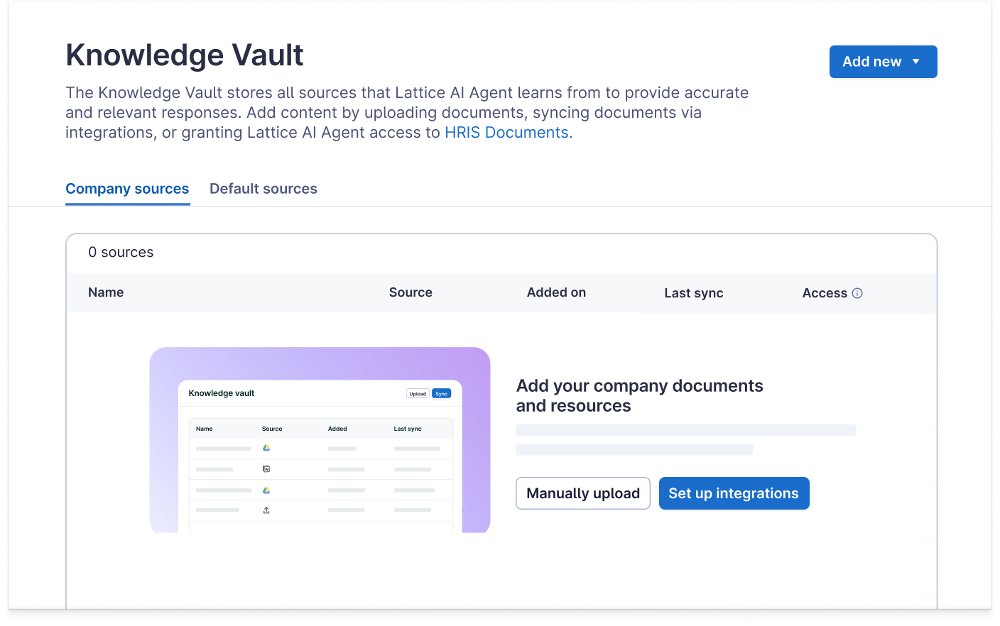 Knowledge Vault
Add new
The Knowledge Vault stores all sources that Lattice AI Agent learns from to provide accurate
and relevant responses. Add content by uploading documents, syncing documents via
integrations, or granting Lattice AI Agent access to HRIS Documents.
Company sources Default sources
0 sources
Name Source Added on Last sync Access
Knowledge vault Upload Sync
Name Source Added Last sync
N
Add your company documents
and resources
Manually upload Set up integrations